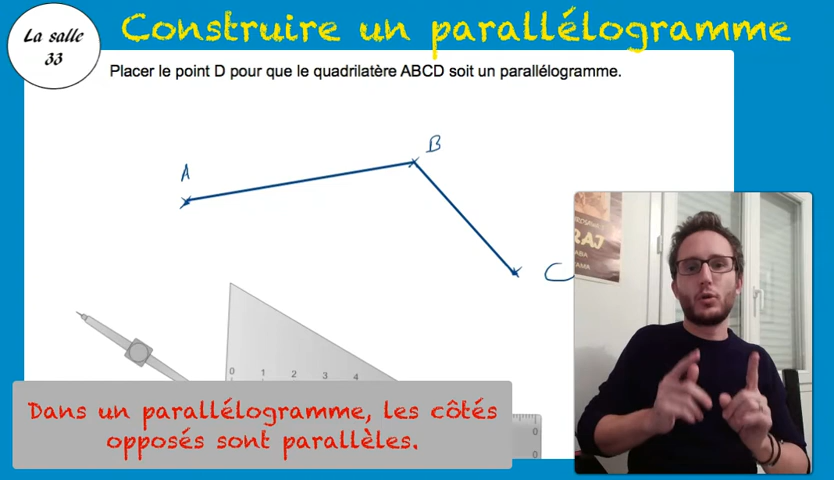 La salle
33
Construire un parallélogramme
Placer le point D pour que le quadrilatère ABCD soit un parallélogramme.
A
B
C
RAJ
0 1 2 3 4
0
0
Dans un parallélogramme, les côtés
opposés sont parallèles.